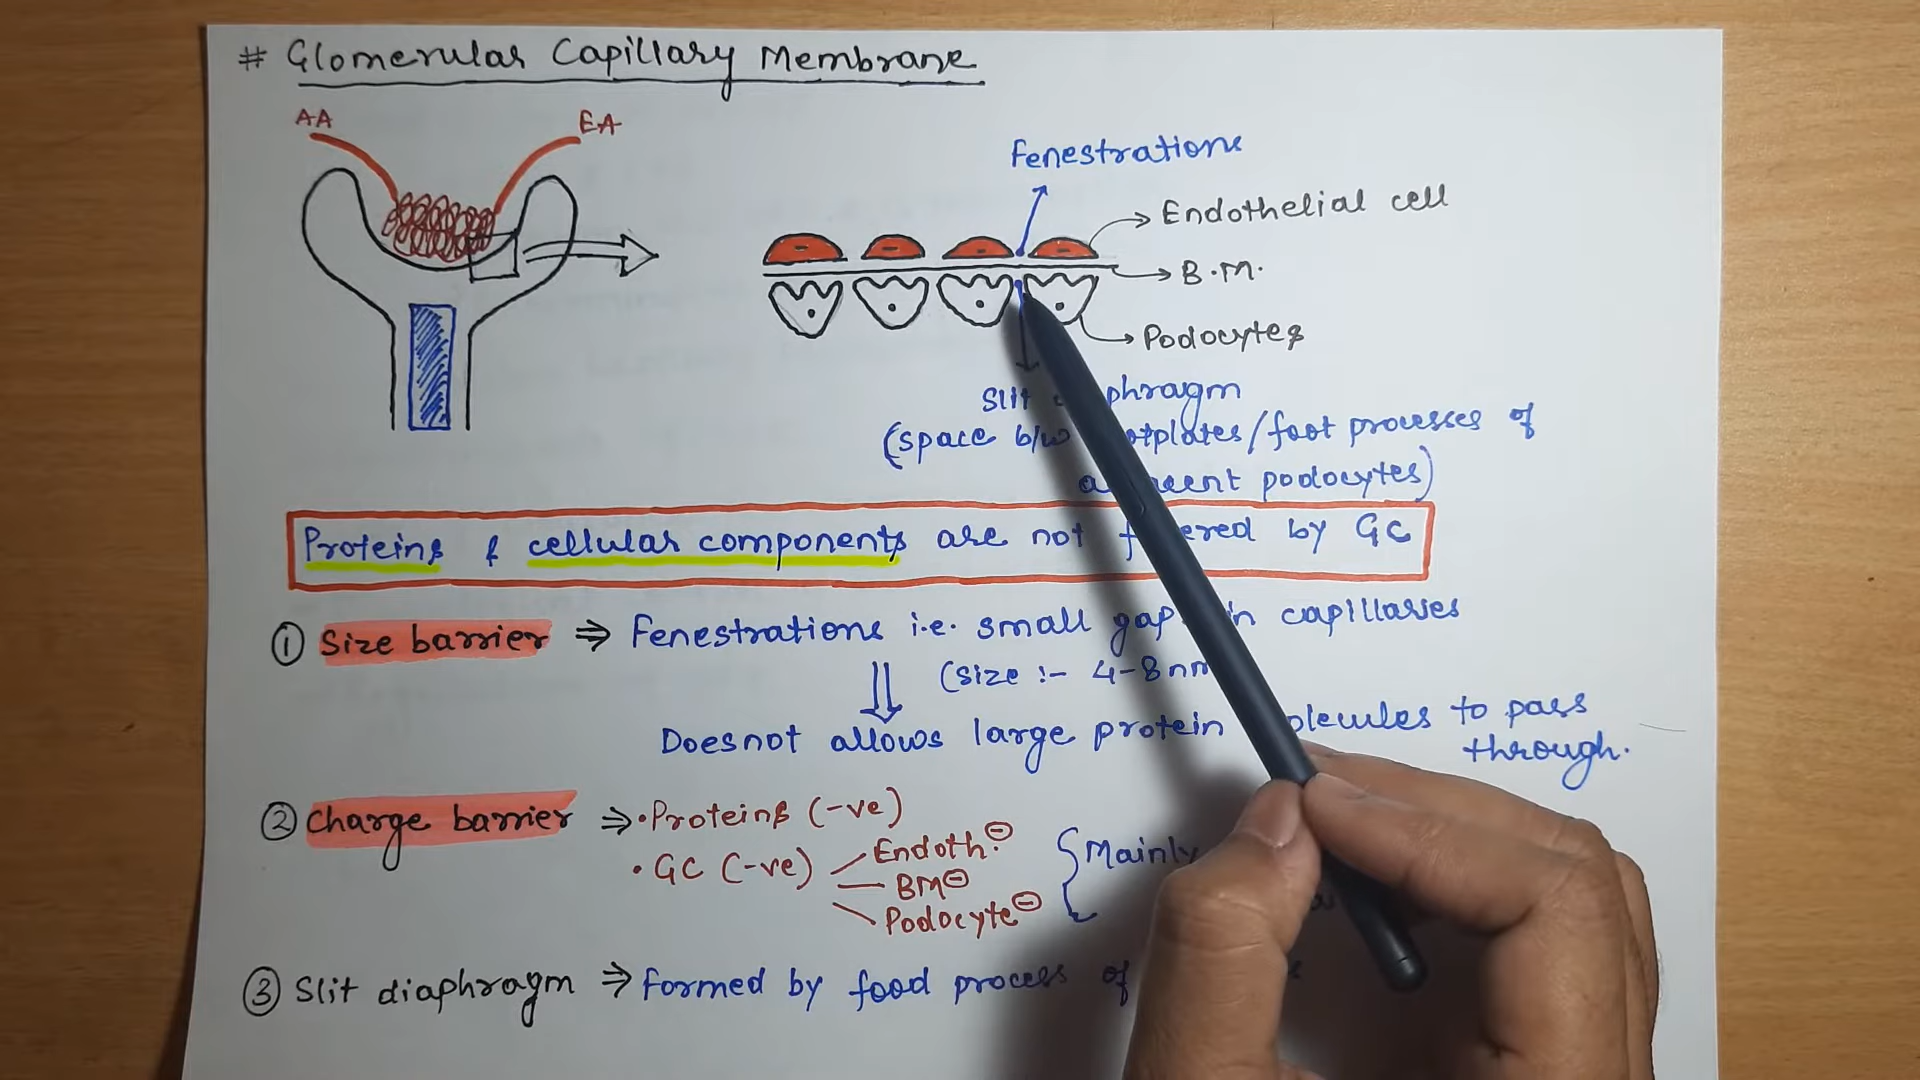 # Glomerular Capillary Membrane
AA
EA
Fenestrations
Endothelial cell
B.M.
Podocytes
Slit phragm
(space b/w otplates/foot processes of
podocytes)
Proteins & cellular components are not by GC
① Size barrier ⇒ Fenestrations i.e. small gap in capillaries
(size :- 4-8nm
Doesnot allows large protein olecules to pass
through.
② Charge barrier ⇒ • Proteins (-ve)
• GC (-ve)
Endoth. ⊖
BM ⊖
Podocyte ⊖
Mainly
③ Slit diaphragm ⇒ Formed by food process of